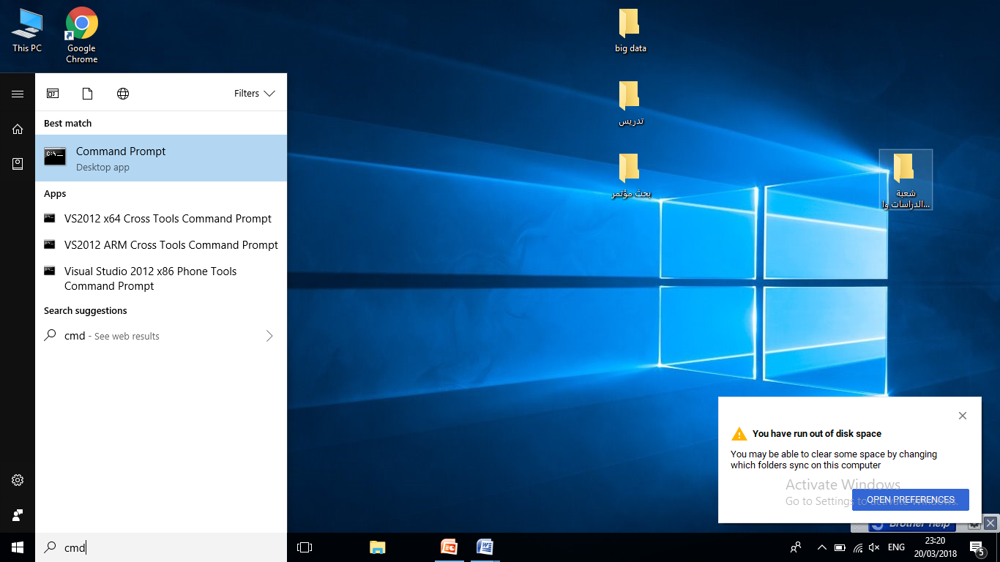 This PC
Google
Chrome
big data
تدريس
بحث مؤتمر
شعبة
الدراسات وا...
Filters
Best match
C:\_
Command Prompt
Desktop app
Apps
VS2012 x64 Cross Tools Command Prompt
VS2012 ARM Cross Tools Command Prompt
Visual Studio 2012 x86 Phone Tools
Command Prompt
Search suggestions
cmd - See web results
You have run out of disk space
You may be able to clear some space by changing
which folders sync on this computer
Activate Windows
Go to Settings to activate Windows.
OPEN PREFERENCES
Brother Help
cmd
ENG
23:20
20/03/2018
5